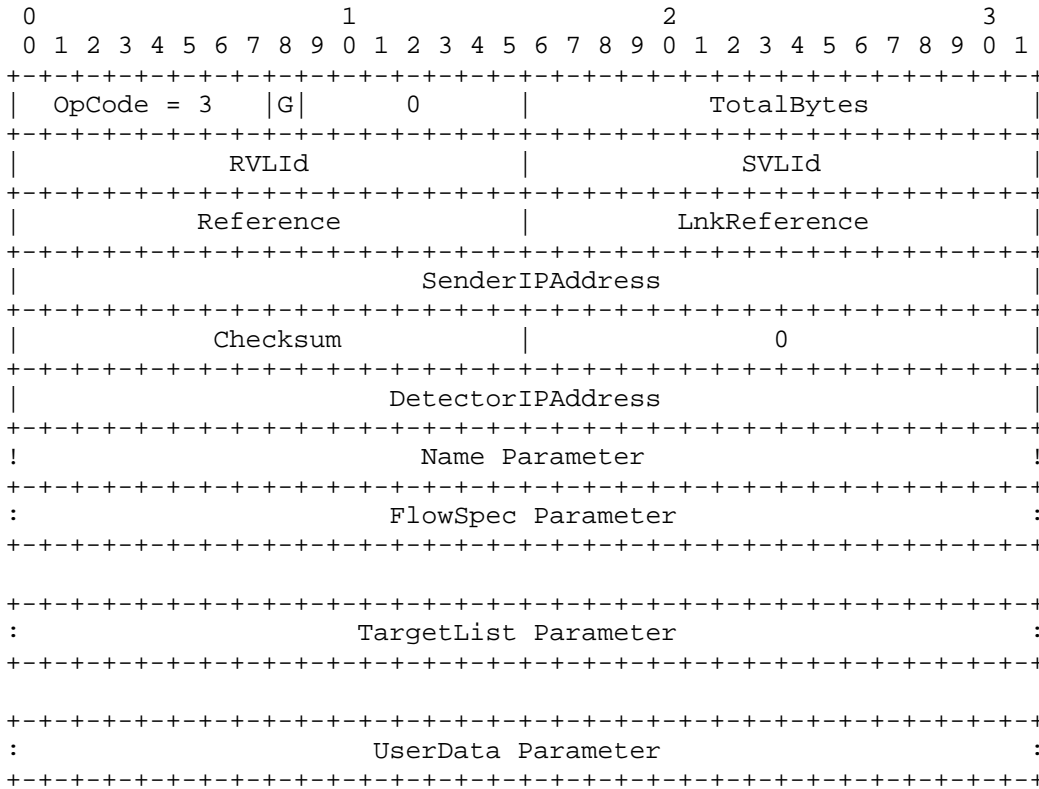 0                   1                   2                   3
 0 1 2 3 4 5 6 7 8 9 0 1 2 3 4 5 6 7 8 9 0 1 2 3 4 5 6 7 8 9 0 1
+-+-+-+-+-+-+-+-+-+-+-+-+-+-+-+-+-+-+-+-+-+-+-+-+-+-+-+-+-+-+-+-+
|  OpCode = 3   |G|      0      |           TotalBytes          |
+-+-+-+-+-+-+-+-+-+-+-+-+-+-+-+-+-+-+-+-+-+-+-+-+-+-+-+-+-+-+-+-+
|             RVLId             |             SVLId             |
+-+-+-+-+-+-+-+-+-+-+-+-+-+-+-+-+-+-+-+-+-+-+-+-+-+-+-+-+-+-+-+-+
|           Reference           |         LnkReference          |
+-+-+-+-+-+-+-+-+-+-+-+-+-+-+-+-+-+-+-+-+-+-+-+-+-+-+-+-+-+-+-+-+
|                         SenderIPAddress                       |
+-+-+-+-+-+-+-+-+-+-+-+-+-+-+-+-+-+-+-+-+-+-+-+-+-+-+-+-+-+-+-+-+
|            Checksum           |               0               |
+-+-+-+-+-+-+-+-+-+-+-+-+-+-+-+-+-+-+-+-+-+-+-+-+-+-+-+-+-+-+-+-+
|                       DetectorIPAddress                       |
+-+-+-+-+-+-+-+-+-+-+-+-+-+-+-+-+-+-+-+-+-+-+-+-+-+-+-+-+-+-+-+-+
!                         Name Parameter                        !
+-+-+-+-+-+-+-+-+-+-+-+-+-+-+-+-+-+-+-+-+-+-+-+-+-+-+-+-+-+-+-+-+
:                       FlowSpec Parameter                      :
+-+-+-+-+-+-+-+-+-+-+-+-+-+-+-+-+-+-+-+-+-+-+-+-+-+-+-+-+-+-+-+-+

+-+-+-+-+-+-+-+-+-+-+-+-+-+-+-+-+-+-+-+-+-+-+-+-+-+-+-+-+-+-+-+-+
:                     TargetList Parameter                      :
+-+-+-+-+-+-+-+-+-+-+-+-+-+-+-+-+-+-+-+-+-+-+-+-+-+-+-+-+-+-+-+-+

+-+-+-+-+-+-+-+-+-+-+-+-+-+-+-+-+-+-+-+-+-+-+-+-+-+-+-+-+-+-+-+-+
:                      UserData Parameter                       :
+-+-+-+-+-+-+-+-+-+-+-+-+-+-+-+-+-+-+-+-+-+-+-+-+-+-+-+-+-+-+-+-+